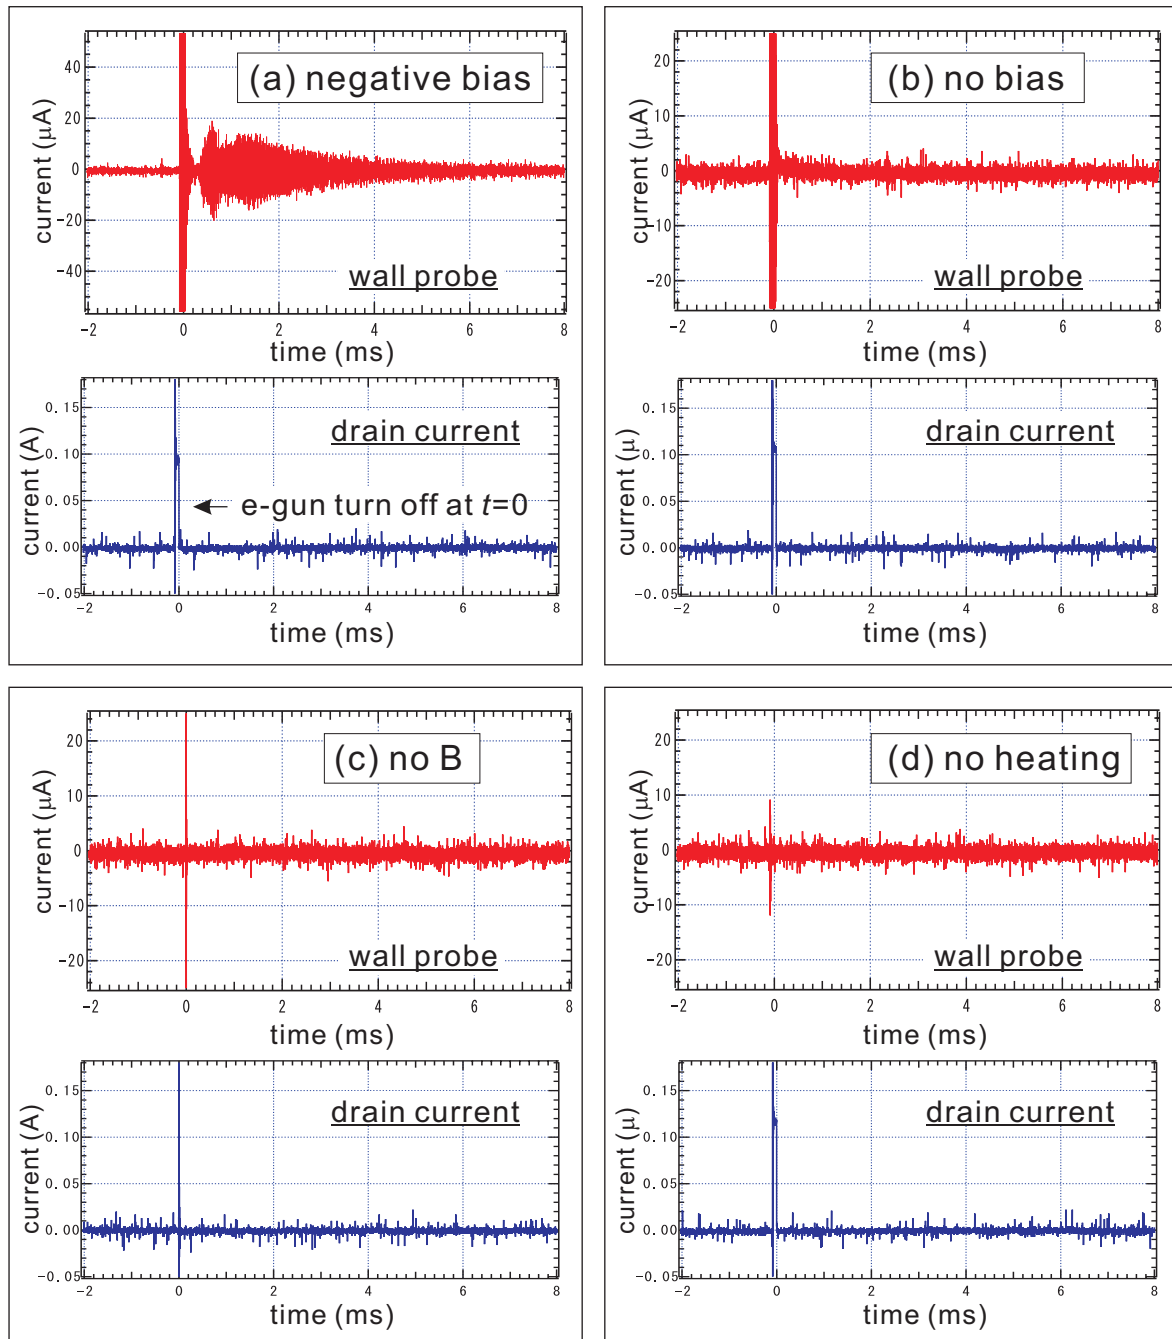 (a) negative bias
40
20
0
-20
-40
current (μA)
wall probe
-2 0 2 4 6 8
time (ms)
0.15
0.10
0.05
0.00
-0.05
current (A)
drain current
e-gun turn off at t=0
-2 0 2 4 6 8
time (ms)
(b) no bias
20
10
0
-10
-20
current (μA)
wall probe
-2 0 2 4 6 8
time (ms)
0.15
0.10
0.05
0.00
-0.05
current (μ)
drain current
-2 0 2 4 6 8
time (ms)
(c) no B
20
10
0
-10
-20
current (μA)
wall probe
-2 0 2 4 6 8
time (ms)
0.15
0.10
0.05
0.00
-0.05
current (A)
drain current
-2 0 2 4 6 8
time (ms)
(d) no heating
20
10
0
-10
-20
current (μA)
wall probe
-2 0 2 4 6 8
time (ms)
0.15
0.10
0.05
0.00
-0.05
current (μ)
drain current
-2 0 2 4 6 8
time (ms)